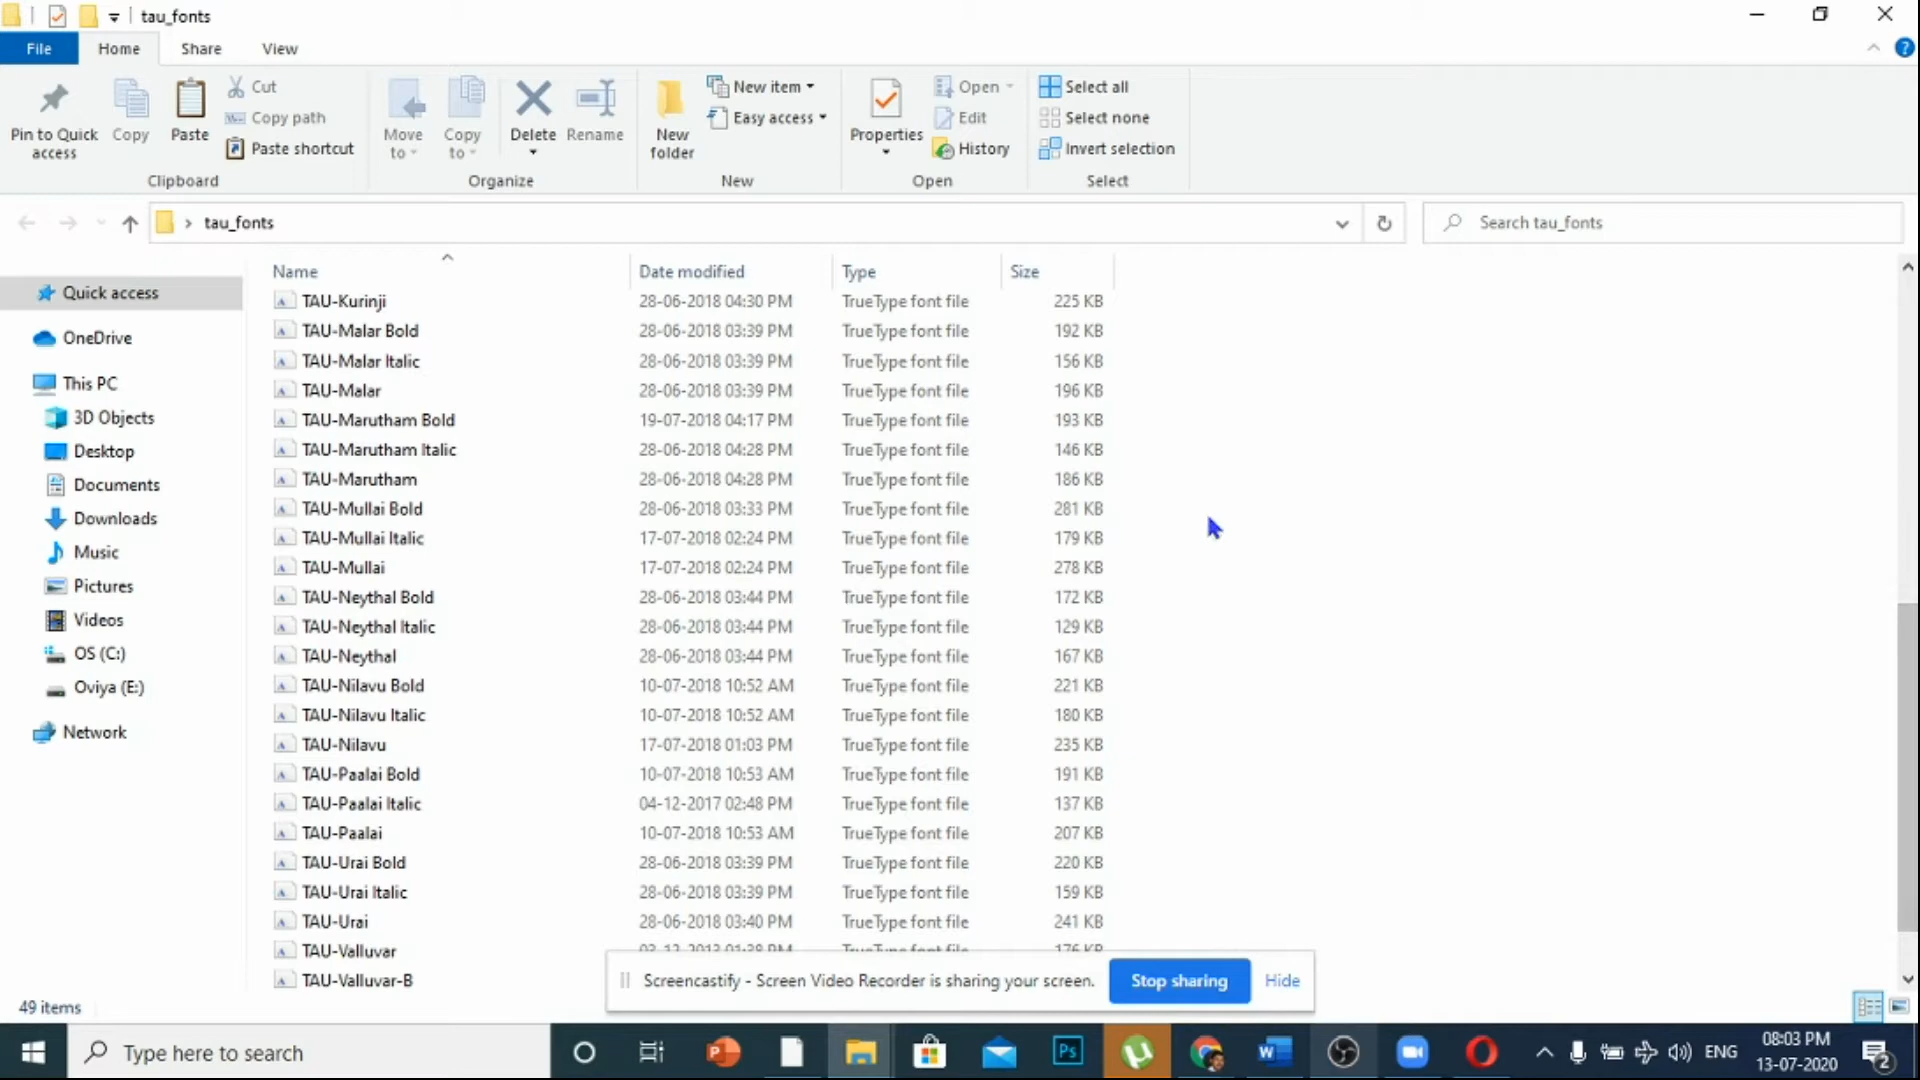 tau_fonts
File Home Share View
Pin to Quick access
Copy
Paste
Cut
Copy path
Paste shortcut
Clipboard
Move to
Copy to
Delete
Rename
Organize
New folder
New item
Easy access
New
Properties
Open
Edit
History
Open
Select all
Select none
Invert selection
Select
tau_fonts
Search tau_fonts
Quick access
OneDrive
This PC
3D Objects
Desktop
Documents
Downloads
Music
Pictures
Videos
OS (C:)
Oviya (E:)
Network
Name Date modified Type Size
TAU-Kurinji 28-06-2018 04:30 PM TrueType font file 225 KB
TAU-Malar Bold 28-06-2018 03:39 PM TrueType font file 192 KB
TAU-Malar Italic 28-06-2018 03:39 PM TrueType font file 156 KB
TAU-Malar 28-06-2018 03:39 PM TrueType font file 196 KB
TAU-Marutham Bold 19-07-2018 04:17 PM TrueType font file 193 KB
TAU-Marutham Italic 28-06-2018 04:28 PM TrueType font file 146 KB
TAU-Marutham 28-06-2018 04:28 PM TrueType font file 186 KB
TAU-Mullai Bold 28-06-2018 03:33 PM TrueType font file 281 KB
TAU-Mullai Italic 17-07-2018 02:24 PM TrueType font file 179 KB
TAU-Mullai 17-07-2018 02:24 PM TrueType font file 278 KB
TAU-Neythal Bold 28-06-2018 03:44 PM TrueType font file 172 KB
TAU-Neythal Italic 28-06-2018 03:44 PM TrueType font file 129 KB
TAU-Neythal 28-06-2018 03:44 PM TrueType font file 167 KB
TAU-Nilavu Bold 10-07-2018 10:52 AM TrueType font file 221 KB
TAU-Nilavu Italic 10-07-2018 10:52 AM TrueType font file 180 KB
TAU-Nilavu 17-07-2018 01:03 PM TrueType font file 235 KB
TAU-Paalai Bold 10-07-2018 10:53 AM TrueType font file 191 KB
TAU-Paalai Italic 04-12-2017 02:48 PM TrueType font file 137 KB
TAU-Paalai 10-07-2018 10:53 AM TrueType font file 207 KB
TAU-Urai Bold 28-06-2018 03:39 PM TrueType font file 220 KB
TAU-Urai Italic 28-06-2018 03:39 PM TrueType font file 159 KB
TAU-Urai 28-06-2018 03:40 PM TrueType font file 241 KB
TAU-Valluvar
TAU-Valluvar-B
Screencastify - Screen Video Recorder is sharing your screen. Stop sharing Hide
49 items
Type here to search
Ps
ENG
08:03 PM
13-07-2020
2